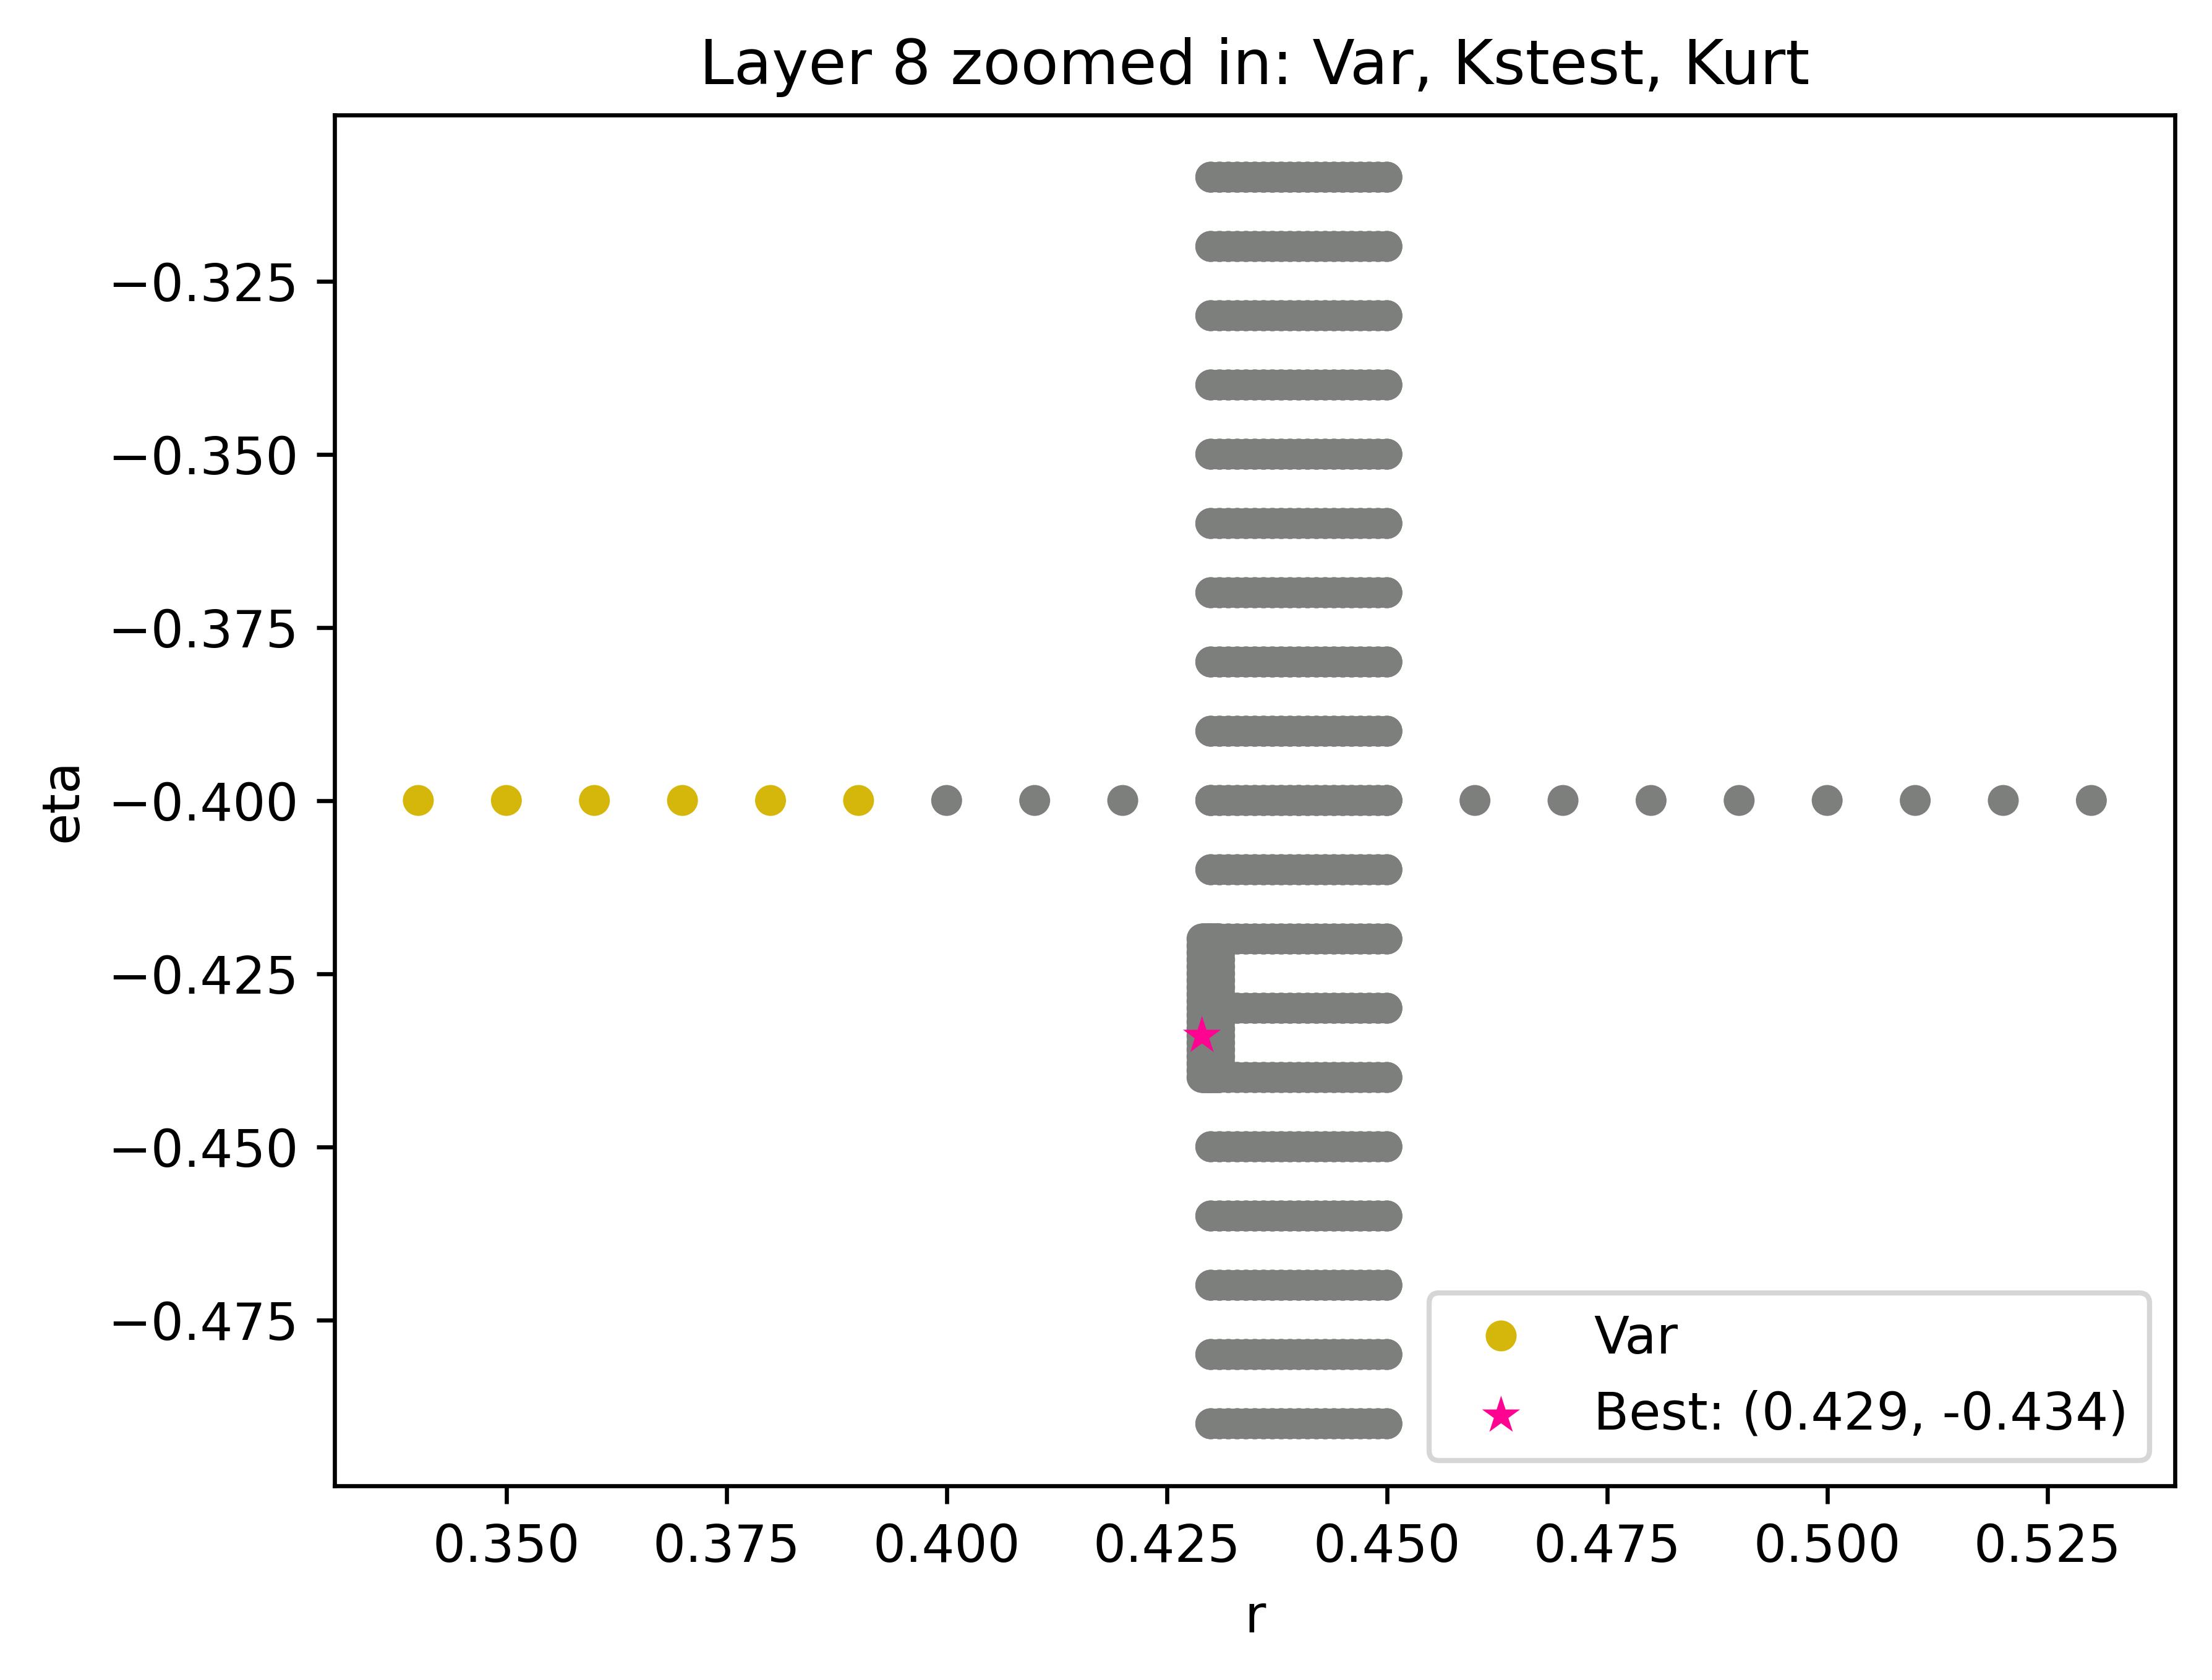 Layer 8 zoomed in: Var, Kstest, Kurt
−0.325
−0.350
−0.375
−0.400
−0.425
−0.450
−0.475
eta
Var
Best: (0.429, -0.434)
0.350 0.375 0.400 0.425 0.450 0.475 0.500 0.525
r